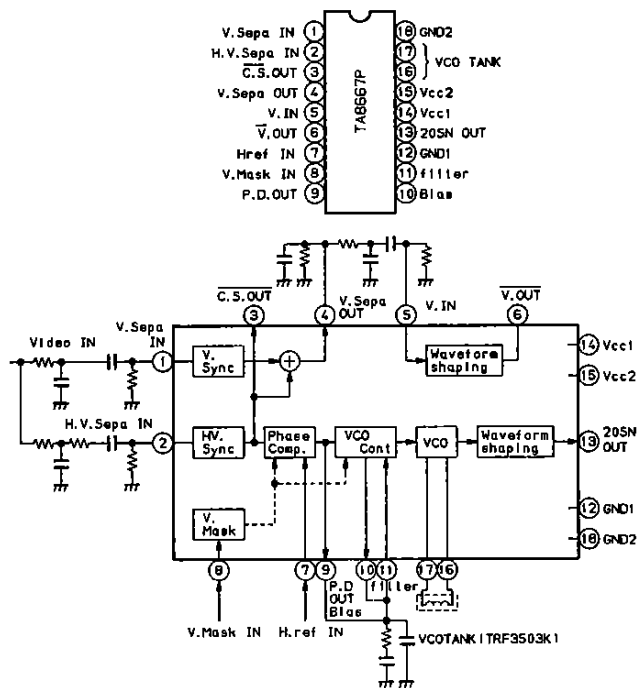 V.Sepa IN 1
H.V.Sepa IN 2
C.S.OUT 3
V.Sepa OUT 4
V.IN 5
V.OUT 6
Href IN 7
V.Mask IN 8
P.D.OUT 9
TA8667P
18 GND2
17
16
VCO TANK
15 Vcc2
14 Vcc1
13 20SN OUT
12 GND1
11 filter
10 Bias
C.S.OUT
3
4
V.Sepa
OUT
5
V.IN
V.OUT
6
Video IN
V.Sepa
IN
1
V.
Sync
+
Waveform
shaping
14 Vcc1
15 Vcc2
H.V.Sepa IN
2
HV.
Sync
Phase
Comp.
VCO
Cont
VCO
Waveform
shaping
13 20SN
OUT
V.
Mask
12 GND1
18 GND2
8
7
9
10
11
17
16
P.D
OUT
Bias
filter
V.Mask IN
H.ref IN
VCOTANK(TRF3503K)